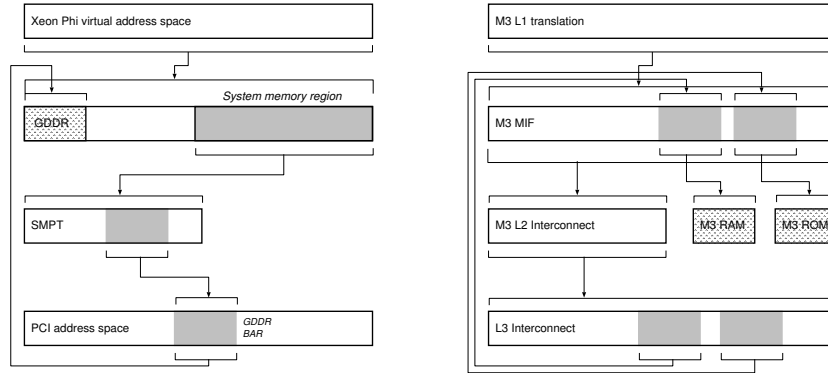 Xeon Phi virtual address space
System memory region
GDDR
SMPT
PCI address space
GDDR
BAR
M3 L1 translation
M3 MIF
M3 L2 Interconnect
M3 RAM
M3 ROM
L3 Interconnect